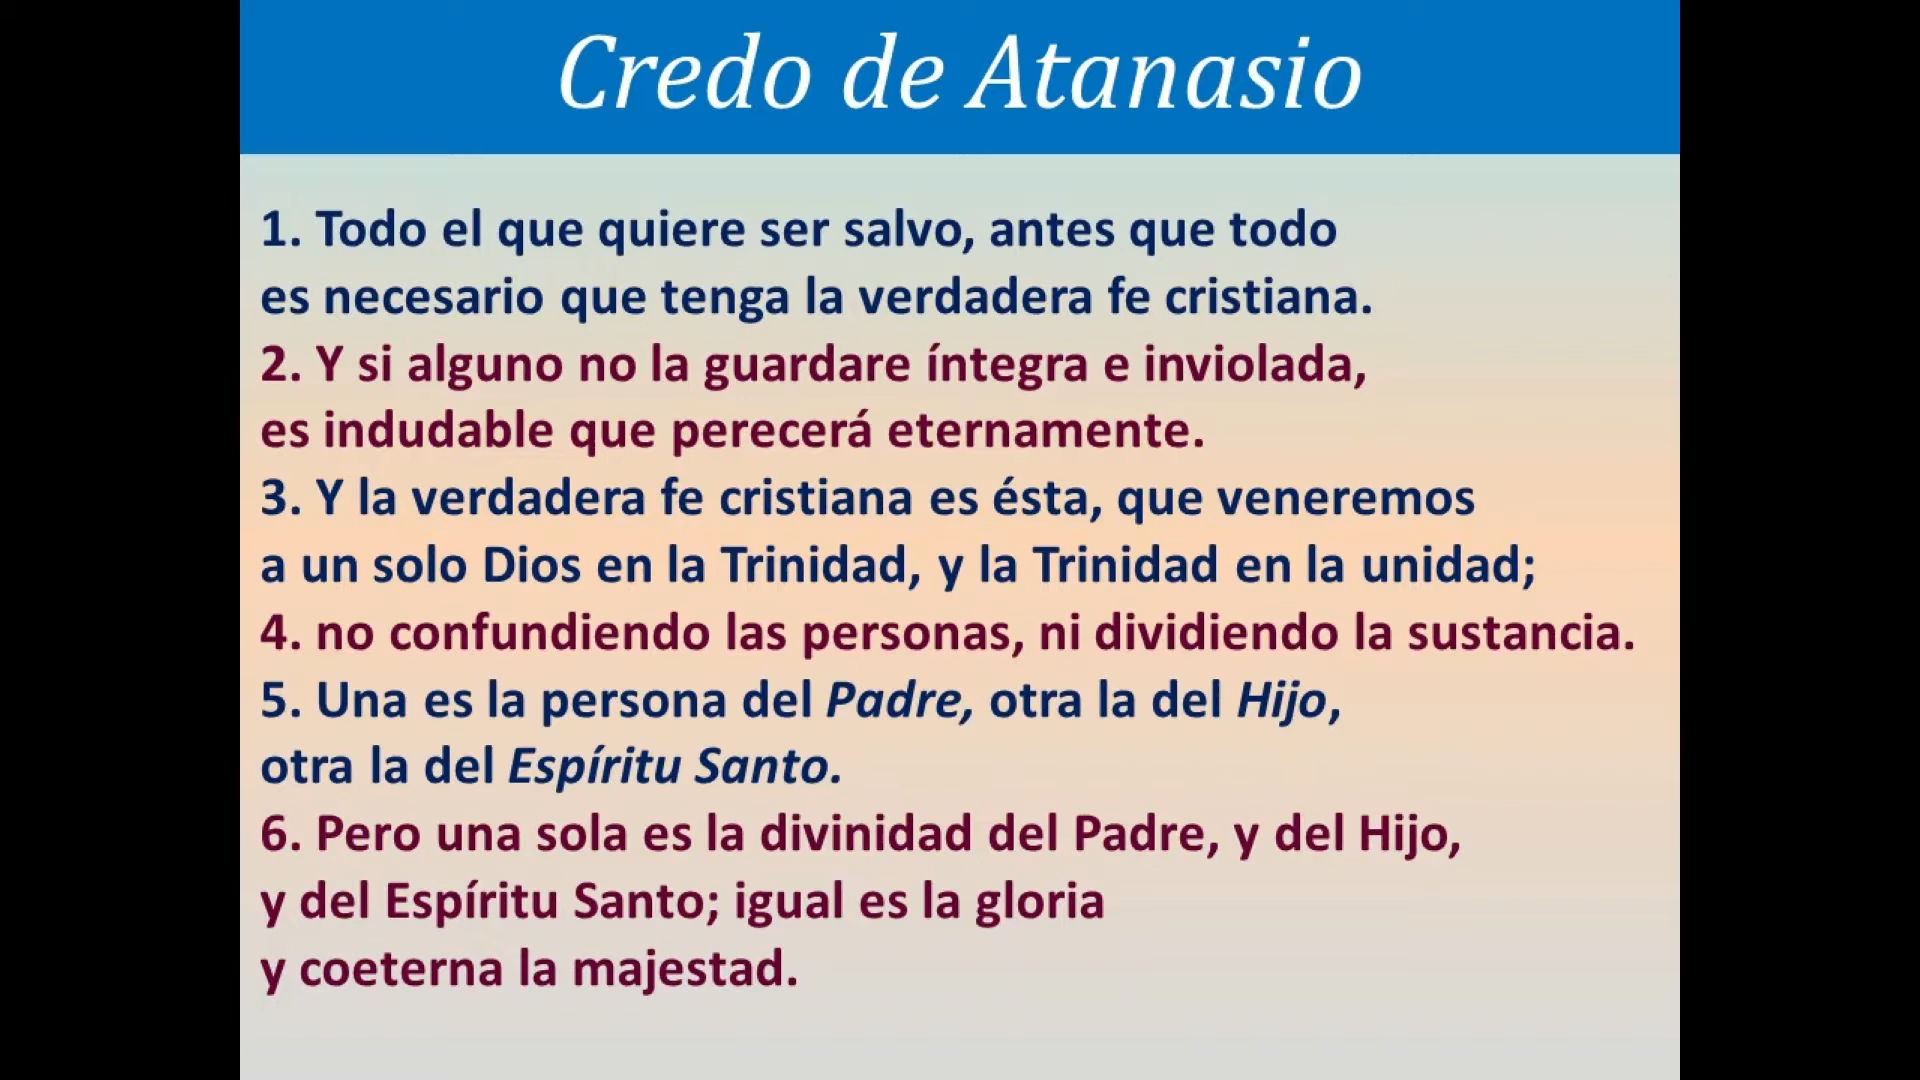 Credo de Atanasio
1. Todo el que quiere ser salvo, antes que todo
es necesario que tenga la verdadera fe cristiana.
2. Y si alguno no la guardare íntegra e inviolada,
es indudable que perecerá eternamente.
3. Y la verdadera fe cristiana es ésta, que veneremos
a un solo Dios en la Trinidad, y la Trinidad en la unidad;
4. no confundiendo las personas, ni dividiendo la sustancia.
5. Una es la persona del Padre, otra la del Hijo,
otra la del Espíritu Santo.
6. Pero una sola es la divinidad del Padre, y del Hijo,
y del Espíritu Santo; igual es la gloria
y coeterna la majestad.